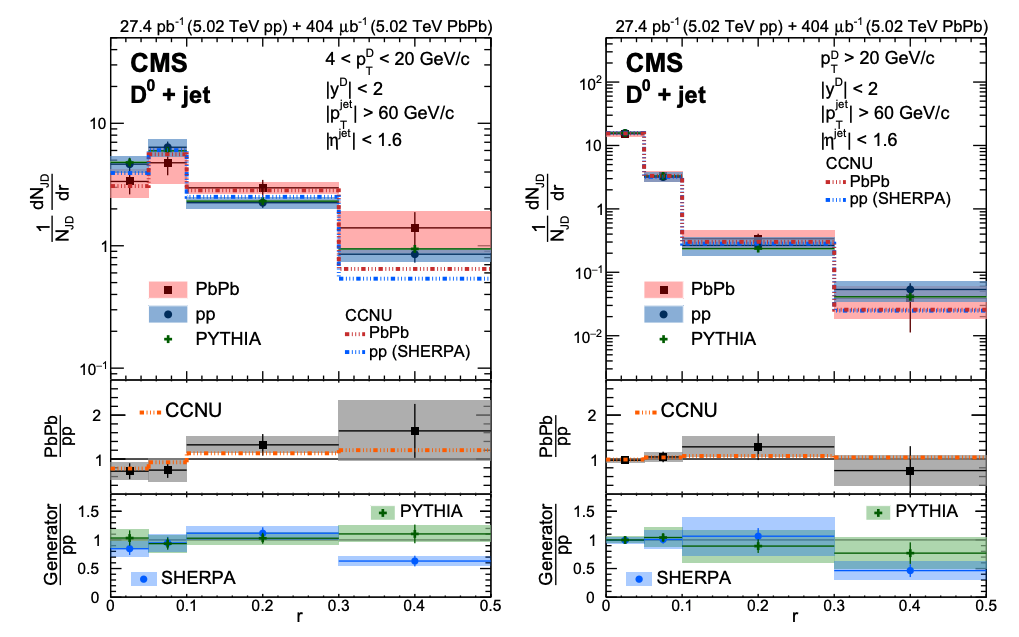 27.4 pb⁻¹ (5.02 TeV pp) + 404 μb⁻¹ (5.02 TeV PbPb)
CMS
D⁰ + jet
4 < p_T^D < 20 GeV/c
|y^D| < 2
|p_T^jet| > 60 GeV/c
|η^jet| < 1.6
1/N_JD dN_JD/dr
10
1
10⁻¹
PbPb
pp
PYTHIA
CCNU
PbPb
pp (SHERPA)
PbPb/pp
2
1
CCNU
Generator/pp
1.5
1
0.5
0
PYTHIA
SHERPA
0 0.1 0.2 0.3 0.4 0.5
r
27.4 pb⁻¹ (5.02 TeV pp) + 404 μb⁻¹ (5.02 TeV PbPb)
CMS
D⁰ + jet
p_T^D > 20 GeV/c
|y^D| < 2
|p_T^jet| > 60 GeV/c
|η^jet| < 1.6
CCNU
PbPb
pp (SHERPA)
1/N_JD dN_JD/dr
10²
10
1
10⁻¹
10⁻²
PbPb
pp
PYTHIA
PbPb/pp
2
1
CCNU
Generator/pp
1.5
1
0.5
0
PYTHIA
SHERPA
0 0.1 0.2 0.3 0.4 0.5
r